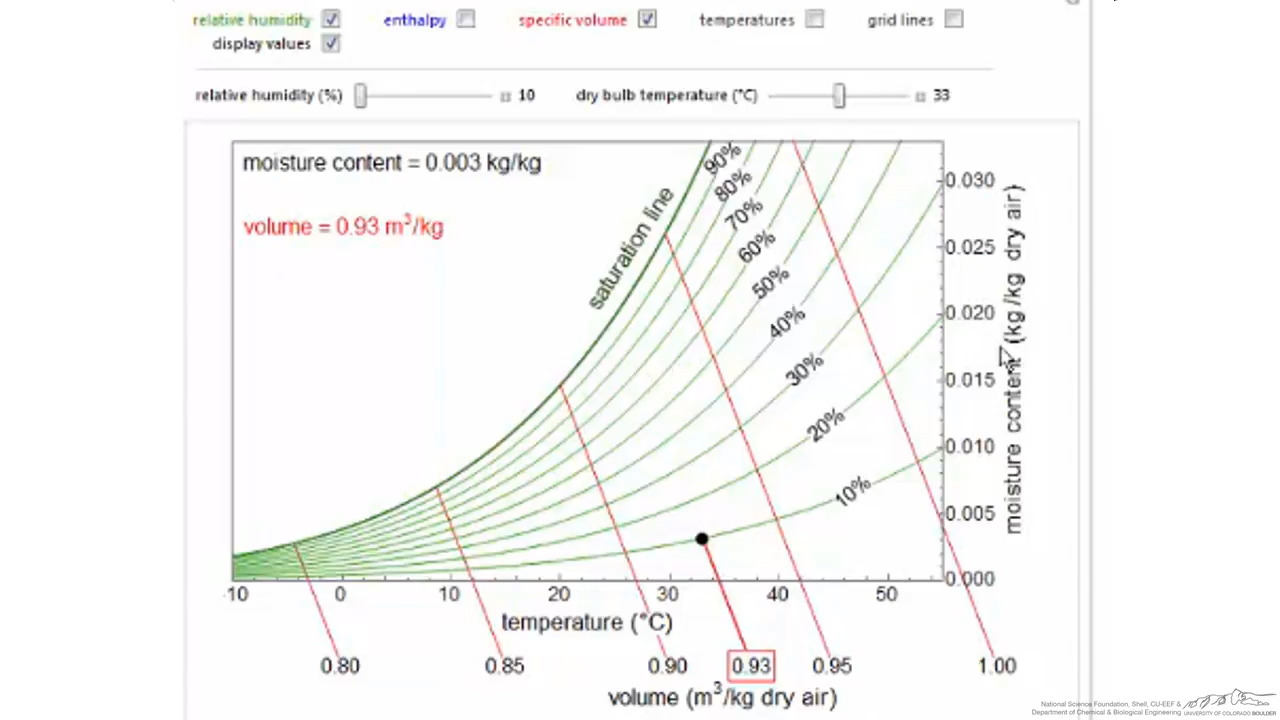 relative humidity enthalpy specific volume temperatures grid lines
display values
relative humidity (%) 10 dry bulb temperature (°C) 33
moisture content = 0.003 kg/kg
volume = 0.93 m³/kg
saturation line
90%
80%
70%
60%
50%
40%
30%
20%
10%
0.030
0.025
0.020
0.015
0.010
0.005
0.000
moisture content (kg/kg dry air)
-10 0 10 20 30 40 50
temperature (°C)
0.80 0.85 0.90 0.93 0.95 1.00
volume (m³/kg dry air)
National Science Foundation, Shell, CU-EEF &
Department of Chemical & Biological Engineering UNIVERSITY OF COLORADO BOULDER